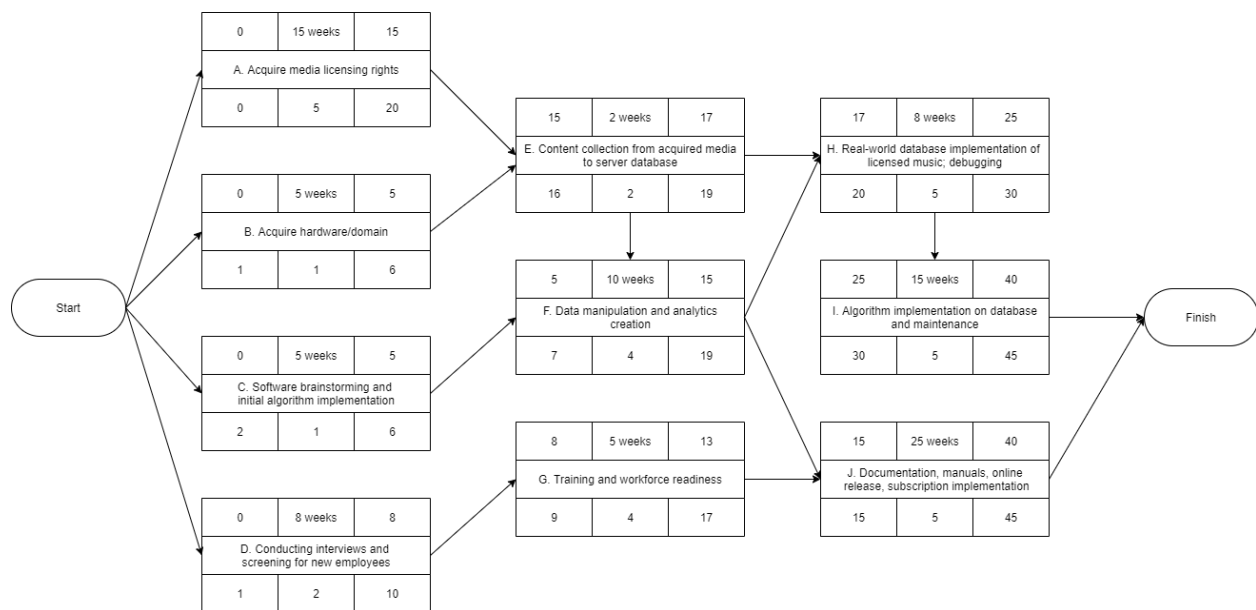 0 15 weeks 15
A. Acquire media licensing rights
0 5 20
15 2 weeks 17
E. Content collection from acquired media
to server database
16 2 19
17 8 weeks 25
H. Real-world database implementation of
licensed music; debugging
20 5 30
0 5 weeks 5
B. Acquire hardware/domain
1 1 6
Start
5 10 weeks 15
F. Data manipulation and analytics
creation
7 4 19
25 15 weeks 40
I. Algorithm implementation on database
and maintenance
30 5 45
Finish
0 5 weeks 5
C. Software brainstorming and
initial algorithm implementation
2 1 6
8 5 weeks 13
G. Training and workforce readiness
9 4 17
15 25 weeks 40
J. Documentation, manuals, online
release, subscription implementation
15 5 45
0 8 weeks 8
D. Conducting interviews and
screening for new employees
1 2 10